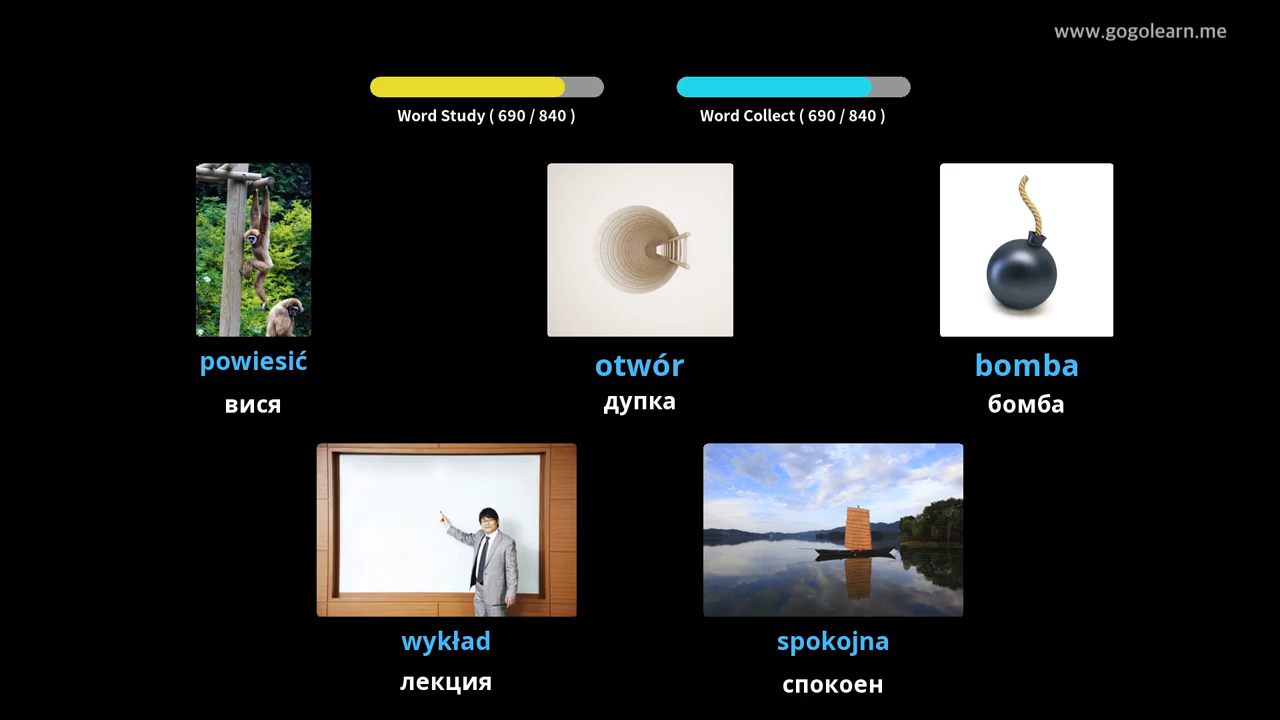 www.gogolearn.me
Word Study ( 690 / 840 )
Word Collect ( 690 / 840 )
powiesić
otwór
bomba
вися
дупка
бомба
wykład
spokojna
лекция
спокоен